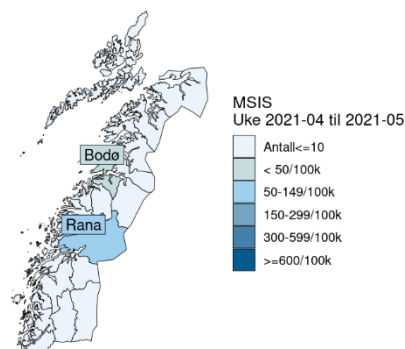 Bodø
Rana
MSIS
Uke 2021-04 til 2021-05
Antall<=10
< 50/100k
50-149/100k
150-299/100k
300-599/100k
>=600/100k